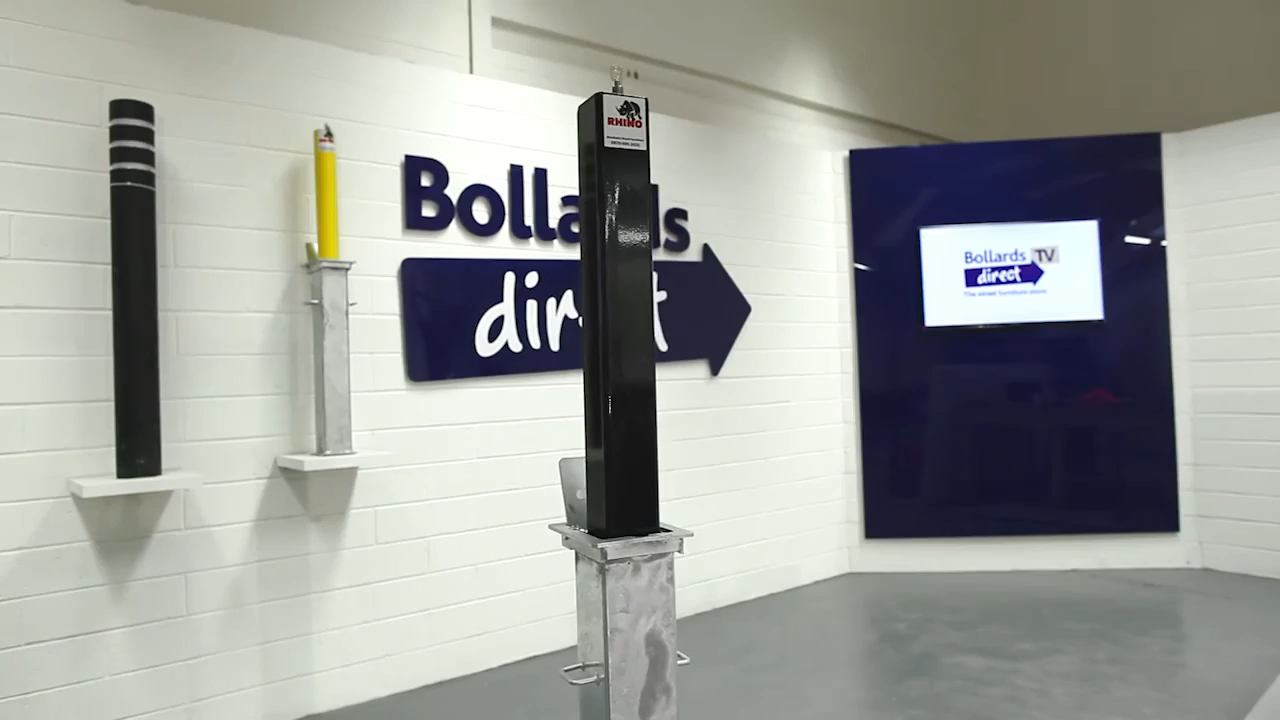 Bollards
direct
RHINO
Bollards TV
direct
The street furniture store